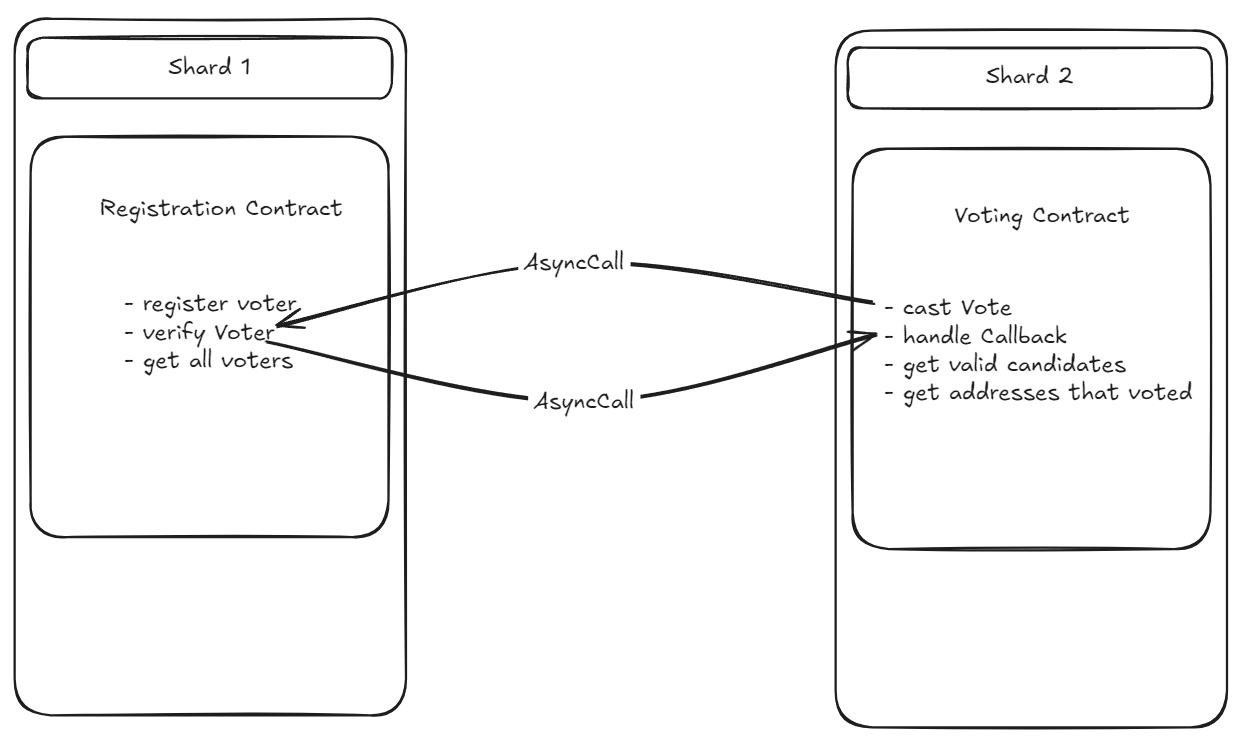 Shard 1
Registration Contract
- register voter
- verify Voter
- get all voters
AsyncCall
AsyncCall
Shard 2
Voting Contract
- cast Vote
- handle Callback
- get valid candidates
- get addresses that voted